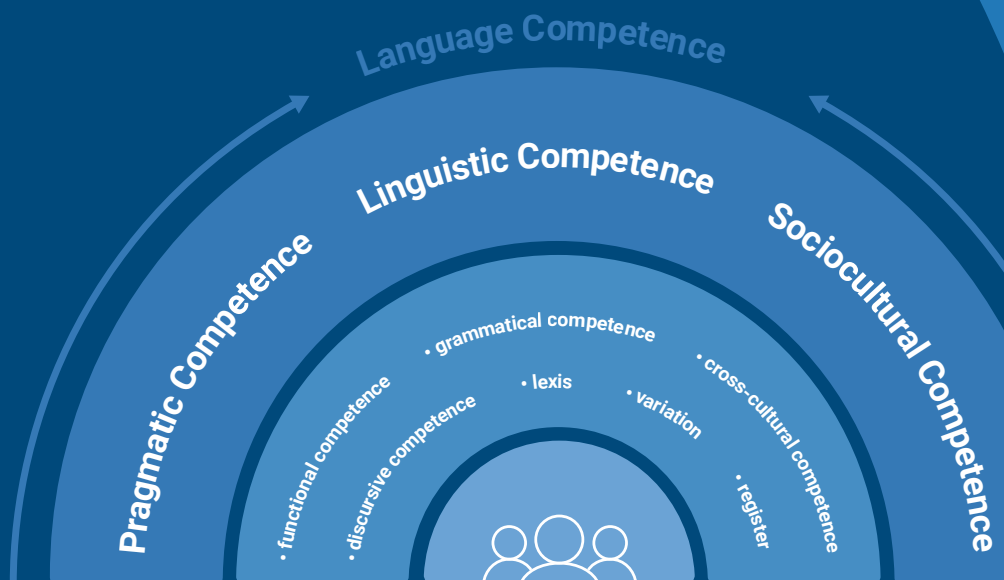 Language Competence
Pragmatic Competence
Linguistic Competence
Sociocultural Competence
• functional competence
• discursive competence
• grammatical competence
• lexis
• variation
• cross-cultural competence
• register